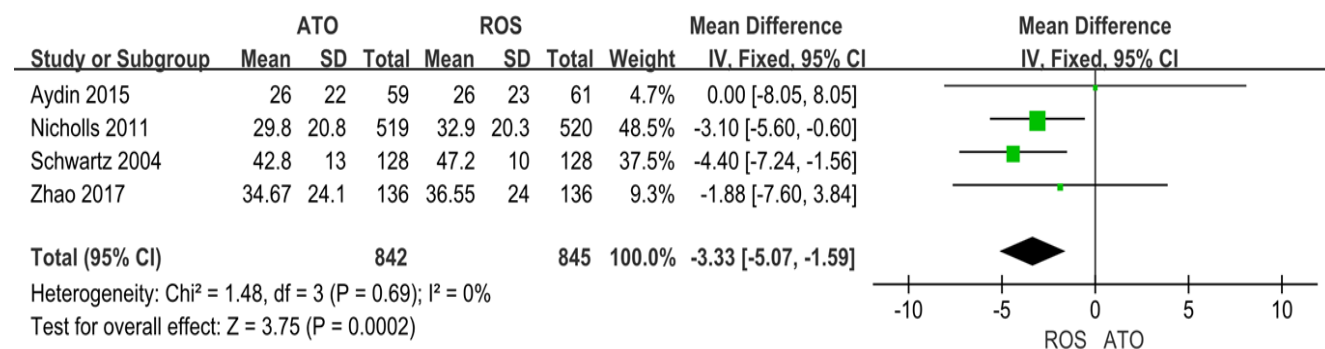 ATO ROS Mean Difference Mean Difference
Study or Subgroup Mean SD Total Mean SD Total Weight IV, Fixed, 95% CI IV, Fixed, 95% CI
Aydin 2015 26 22 59 26 23 61 4.7% 0.00 [-8.05, 8.05]
Nicholls 2011 29.8 20.8 519 32.9 20.3 520 48.5% -3.10 [-5.60, -0.60]
Schwartz 2004 42.8 13 128 47.2 10 128 37.5% -4.40 [-7.24, -1.56]
Zhao 2017 34.67 24.1 136 36.55 24 136 9.3% -1.88 [-7.60, 3.84]
Total (95% CI) 842 845 100.0% -3.33 [-5.07, -1.59]
Heterogeneity: Chi² = 1.48, df = 3 (P = 0.69); I² = 0%
Test for overall effect: Z = 3.75 (P = 0.0002)
-10 -5 0 5 10
ROS ATO